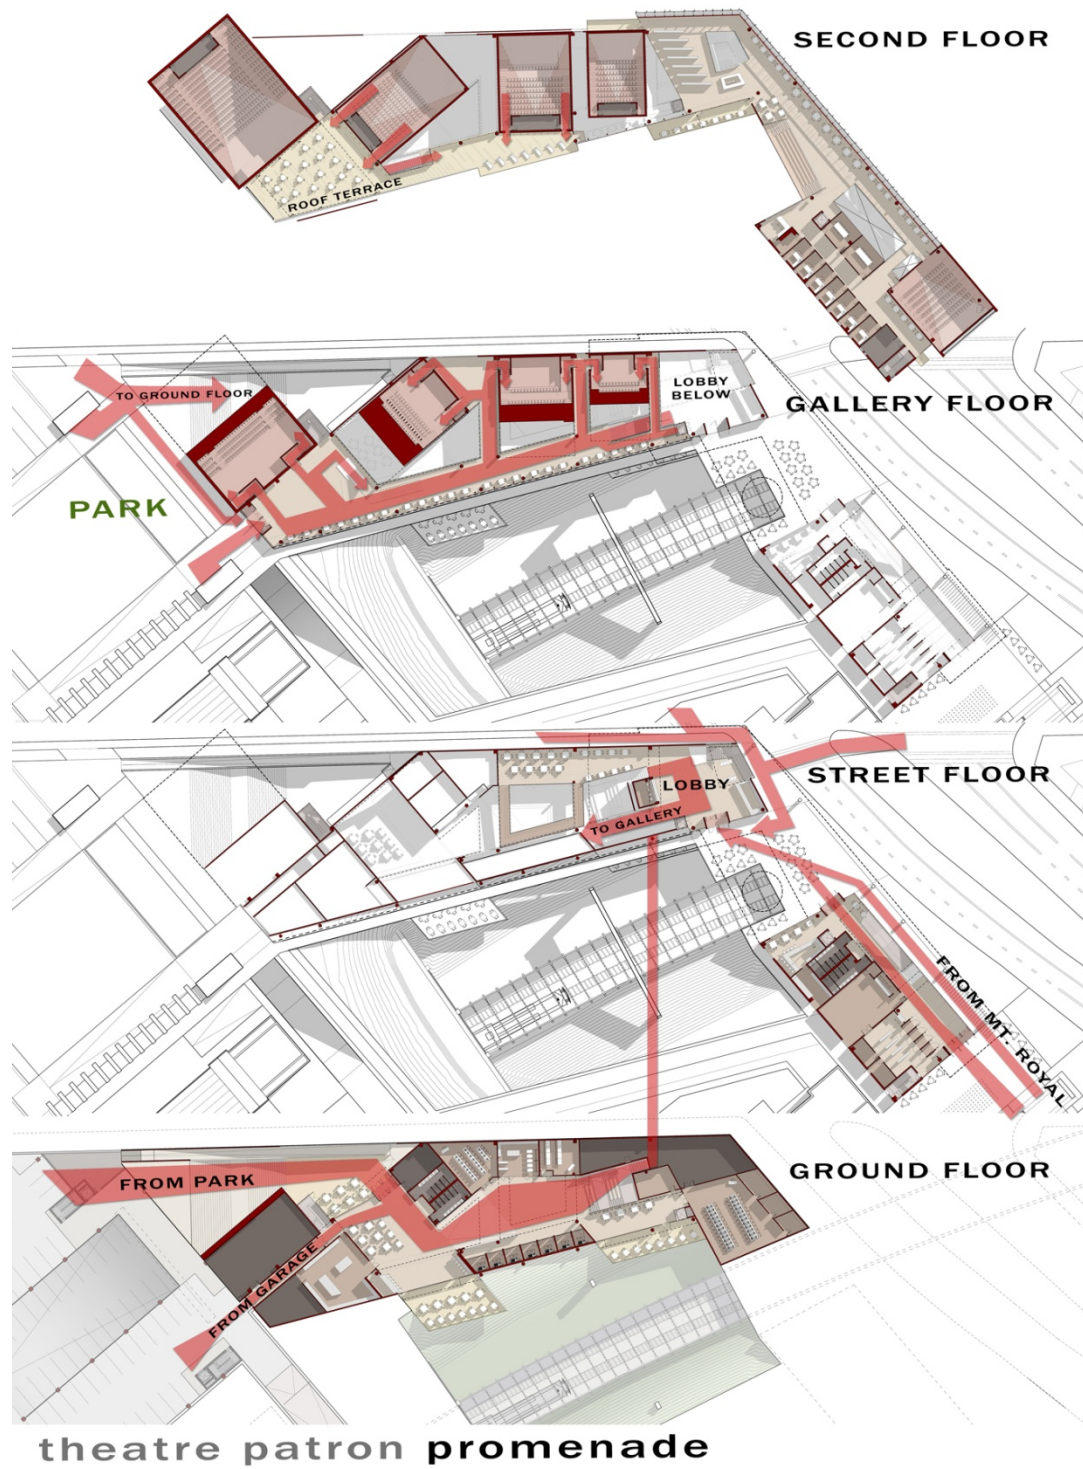 SECOND FLOOR
ROOF TERRACE
TO GROUND FLOOR
LOBBY
BELOW
GALLERY FLOOR
PARK
STREET FLOOR
LOBBY
TO GALLERY
FROM MT. ROYAL
GROUND FLOOR
FROM PARK
FROM GARAGE
theatre patron promenade